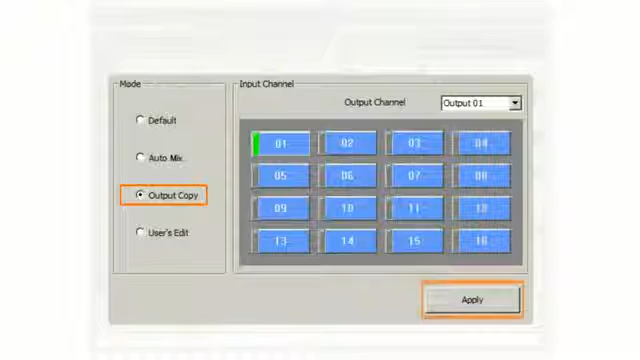 Mode
Input Channel
Output Channel
Output 01
Default
Auto Mix
Output Copy
User's Edit
01 02 03 04
05 06 07 08
09 10 11 12
13 14 15 16
Apply